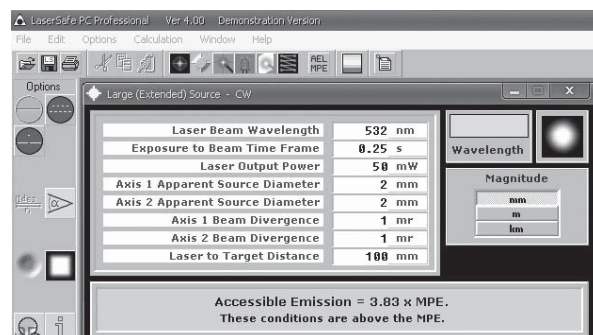 LaserSafe PC Professional Ver 4.00 Demonstration Version
File Edit Options Calculation Window Help
AEL
MPE
Options
Large (Extended) Source - CW
Laser Beam Wavelength 532 nm
Exposure to Beam Time Frame 0.25 s
Laser Output Power 50 mW
Axis 1 Apparent Source Diameter 2 mm
Axis 2 Apparent Source Diameter 2 mm
Axis 1 Beam Divergence 1 mr
Axis 2 Beam Divergence 1 mr
Laser to Target Distance 100 mm
Wavelength
Magnitude
mm
m
km
Accessible Emission = 3.83 x MPE.
These conditions are above the MPE.